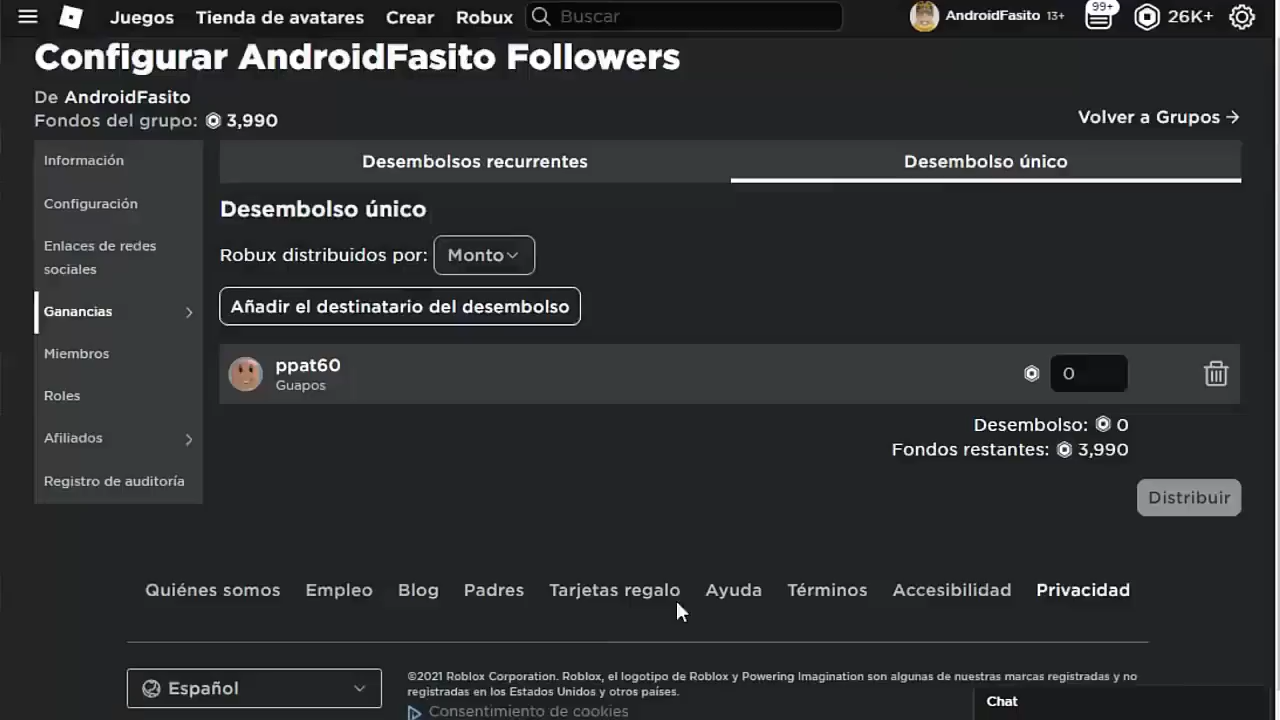 Juegos Tienda de avatares Crear Robux Buscar AndroidFasito 13+ 99+ 26K+
Configurar AndroidFasito Followers
De AndroidFasito
Fondos del grupo: 3,990
Volver a Grupos →
Información
Configuración
Enlaces de redes
sociales
Ganancias
Miembros
Roles
Afiliados
Registro de auditoría
Desembolsos recurrentes Desembolso único
Desembolso único
Robux distribuidos por: Monto
Añadir el destinatario del desembolso
ppat60
Guapos
0
Desembolso: 0
Fondos restantes: 3,990
Distribuir
Quiénes somos Empleo Blog Padres Tarjetas regalo Ayuda Términos Accesibilidad Privacidad
Español
©2021 Roblox Corporation. Roblox, el logotipo de Roblox y Powering Imagination son algunas de nuestras marcas registradas y no
registradas en los Estados Unidos y otros países.
Consentimiento de cookies
Chat